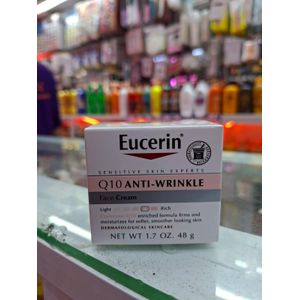 Eucerin®
SENSITIVE SKIN EXPERTS
Q10 ANTI-WRINKLE
Face Cream
Light Rich
enriched formula firms and
moisturizes for softer, smoother looking skin
DERMATOLOGICAL SKINCARE
NET WT 1.7 OZ. 48 g